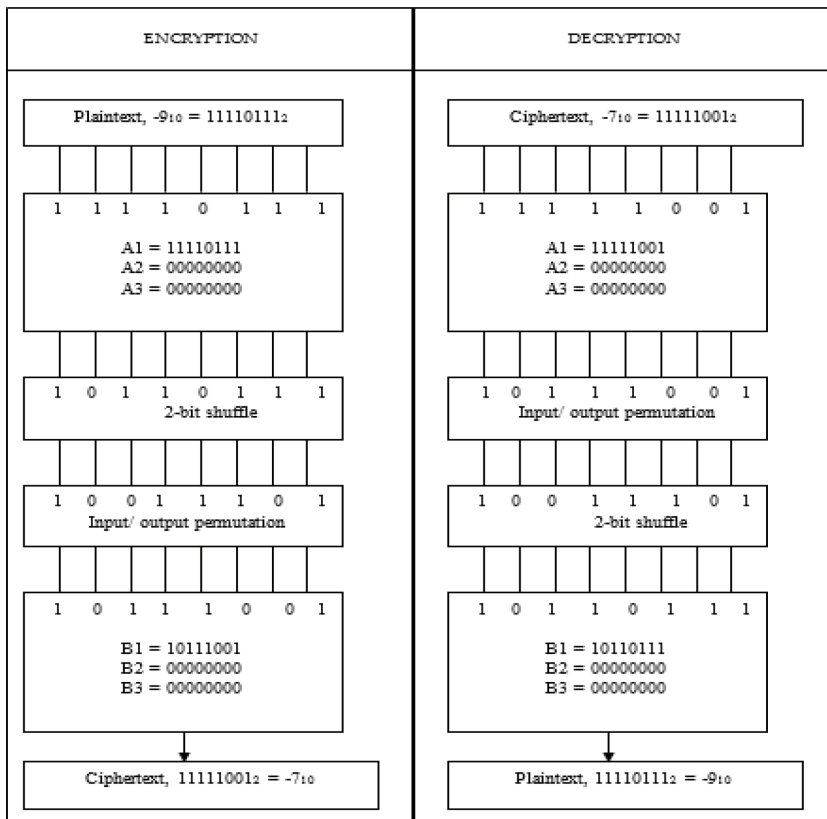 ENCRYPTION
Plaintext, -9₁₀ = 11110111₂
1 1 1 1 0 1 1 1
A1 = 11110111
A2 = 00000000
A3 = 00000000
1 0 1 1 0 1 1 1
2-bit shuffle
1 0 0 1 1 1 0 1
Input/ output permutation
1 0 1 1 1 0 0 1
B1 = 10111001
B2 = 00000000
B3 = 00000000
Ciphertext, 11111001₂ = -7₁₀
DECRYPTION
Ciphertext, -7₁₀ = 11111001₂
1 1 1 1 1 0 0 1
A1 = 11111001
A2 = 00000000
A3 = 00000000
1 0 1 1 1 0 0 1
Input/ output permutation
1 0 0 1 1 1 0 1
2-bit shuffle
1 0 1 1 0 1 1 1
B1 = 10110111
B2 = 00000000
B3 = 00000000
Plaintext, 11110111₂ = -9₁₀